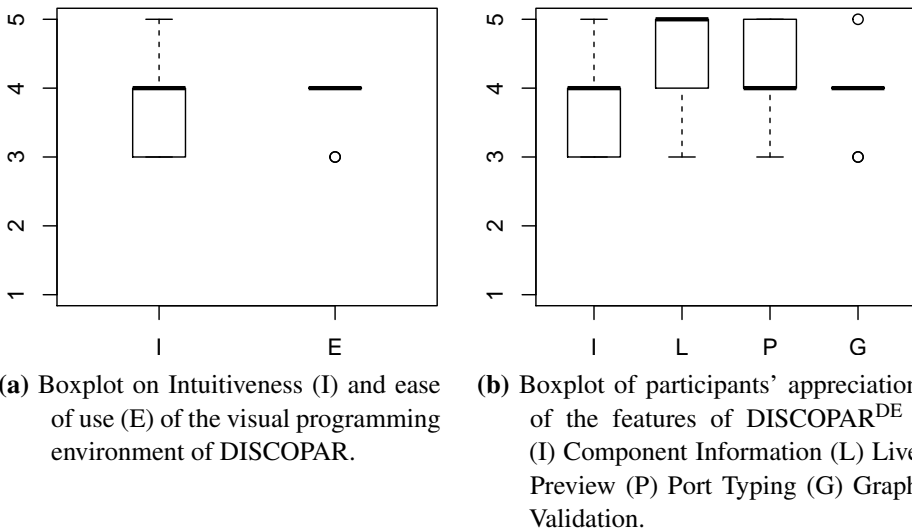 5
4
3
2
1
I
E
5
4
3
2
1
I
L
P
G
(a) Boxplot on Intuitiveness (I) and ease
of use (E) of the visual programming
environment of DISCOPAR.
(b) Boxplot of participants' appreciation
of the features of DISCOPARDE
(I) Component Information (L) Live
Preview (P) Port Typing (G) Graph
Validation.